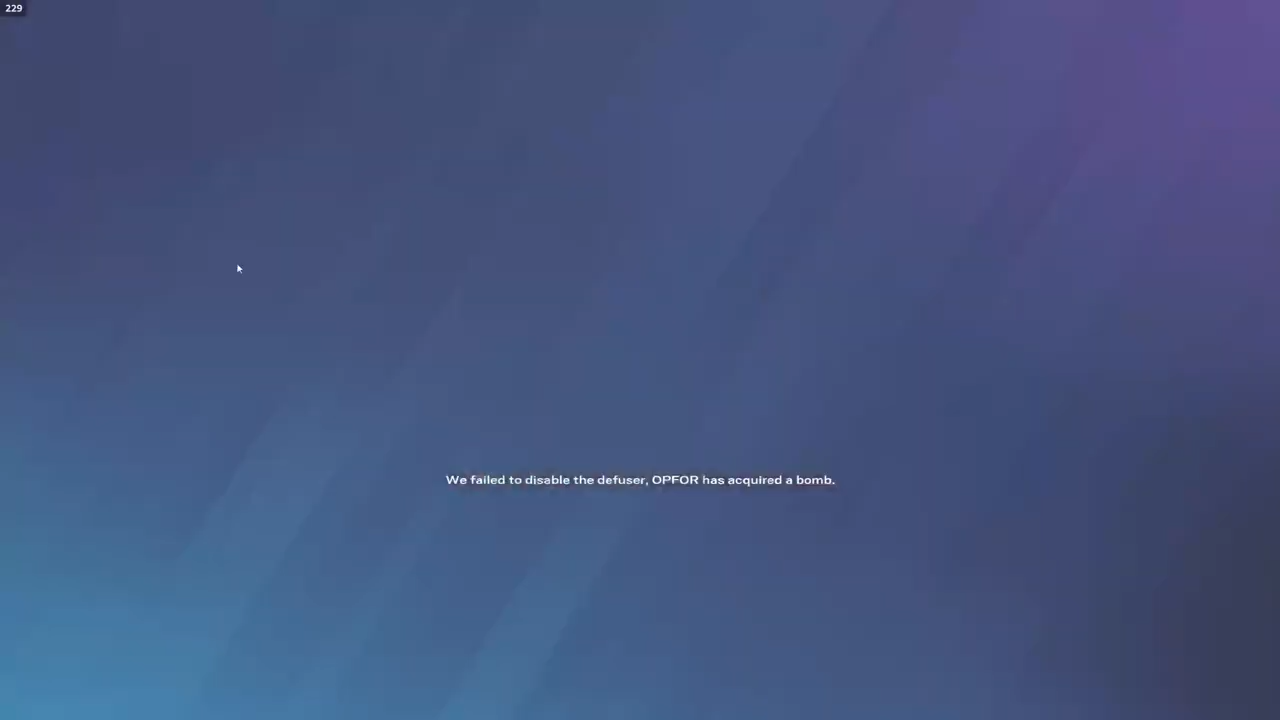 229
We failed to disable the defuser, OPFOR has acquired a bomb.